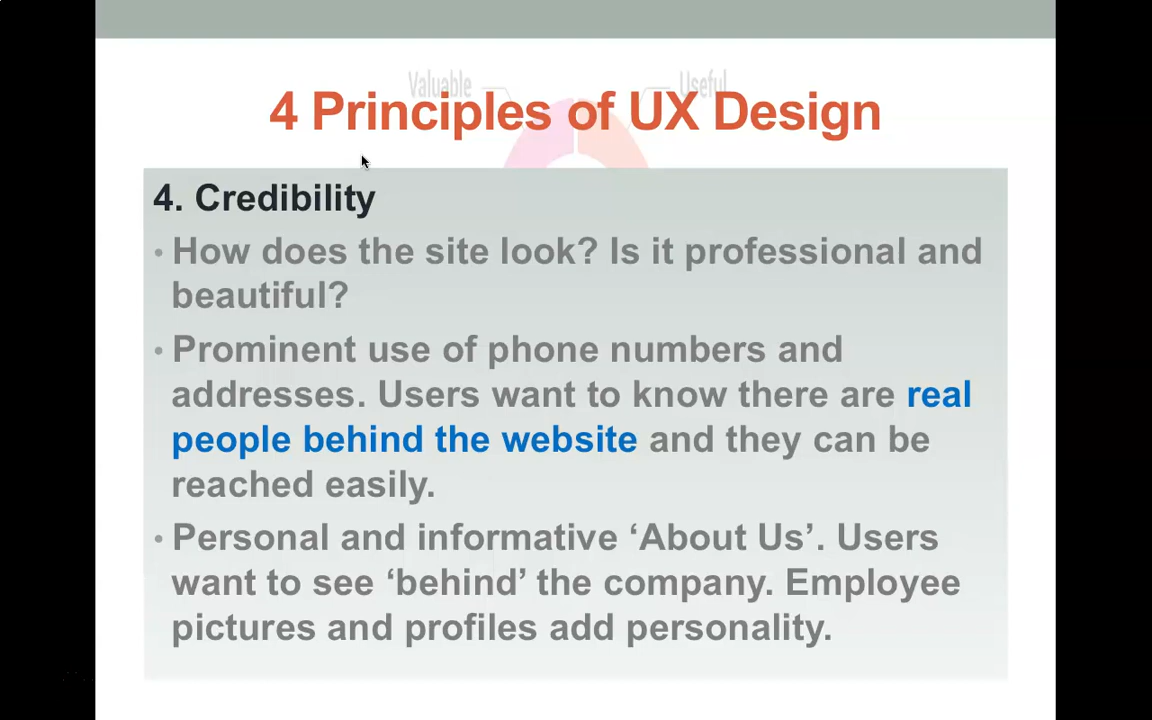 Valuable
Useful
4 Principles of UX Design
4. Credibility
• How does the site look? Is it professional and
beautiful?
• Prominent use of phone numbers and
addresses. Users want to know there are real
people behind the website and they can be
reached easily.
• Personal and informative ‘About Us’. Users
want to see ‘behind’ the company. Employee
pictures and profiles add personality.